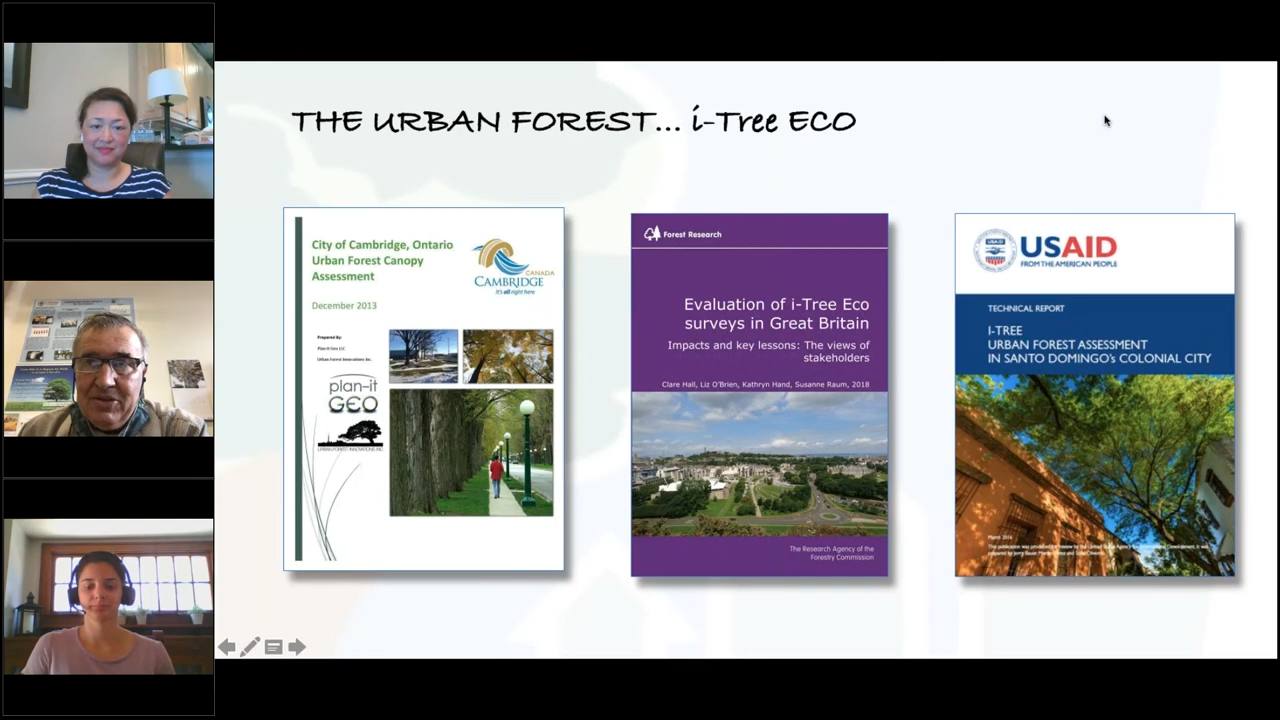 THE URBAN FOREST... i-Tree ECO
City of Cambridge, Ontario
Urban Forest Canopy
Assessment
December 2013
CANADA
CAMBRIDGE
it's all right here
Prepared By:
Plan-It Geo LLC
Urban Forest Innovations Inc.
plan-it
GEO
URBAN FOREST INNOVATIONS INC.
Forest Research
Evaluation of i-Tree Eco
surveys in Great Britain
Impacts and key lessons: The views of
stakeholders
Clare Hall, Liz O'Brien, Kathryn Hand, Susanne Raum, 2018
The Research Agency of the
Forestry Commission
USAID
USAID
FROM THE AMERICAN PEOPLE
TECHNICAL REPORT
I-TREE
URBAN FOREST ASSESSMENT
IN SANTO DOMINGO's COLONIAL CITY